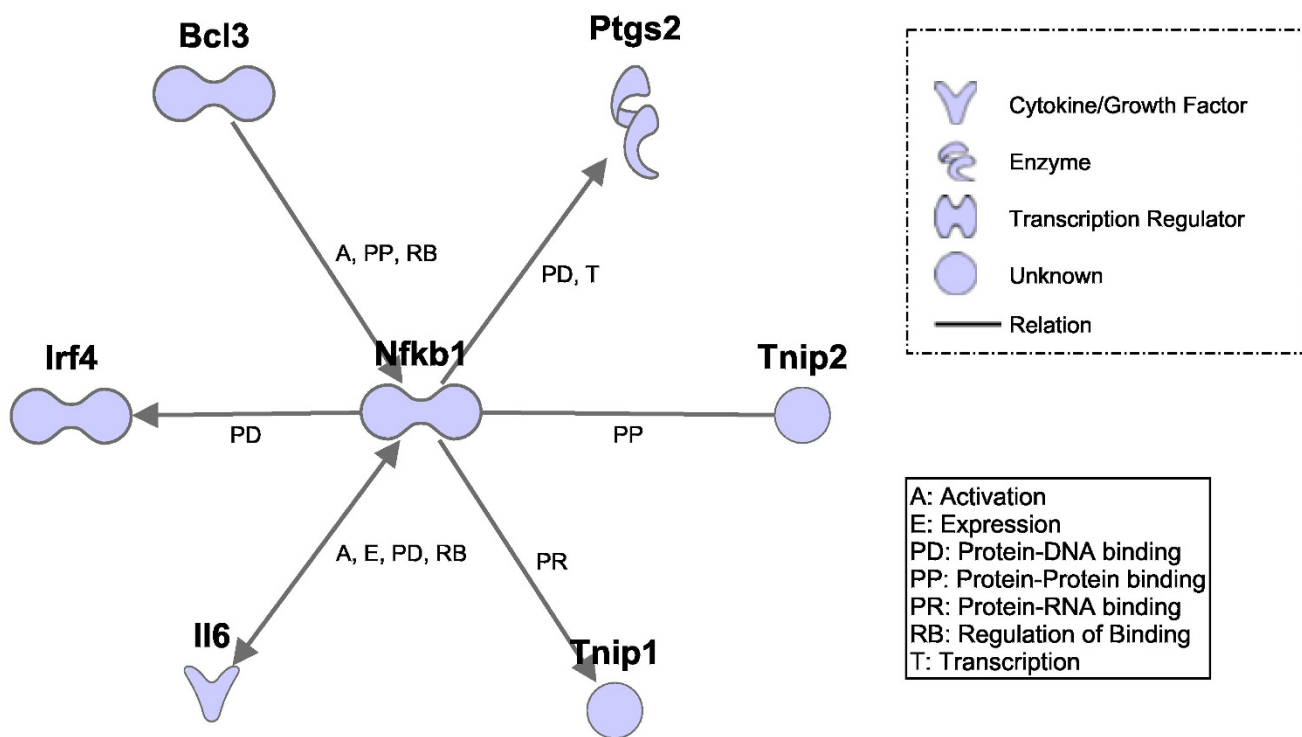 Bcl3
Ptgs2
Cytokine/Growth Factor
Enzyme
Transcription Regulator
Unknown
Relation
A, PP, RB
PD, T
Irf4
Nfkb1
Tnip2
PD
PP
A, E, PD, RB
PR
Il6
Tnip1
A: Activation
E: Expression
PD: Protein-DNA binding
PP: Protein-Protein binding
PR: Protein-RNA binding
RB: Regulation of Binding
T: Transcription